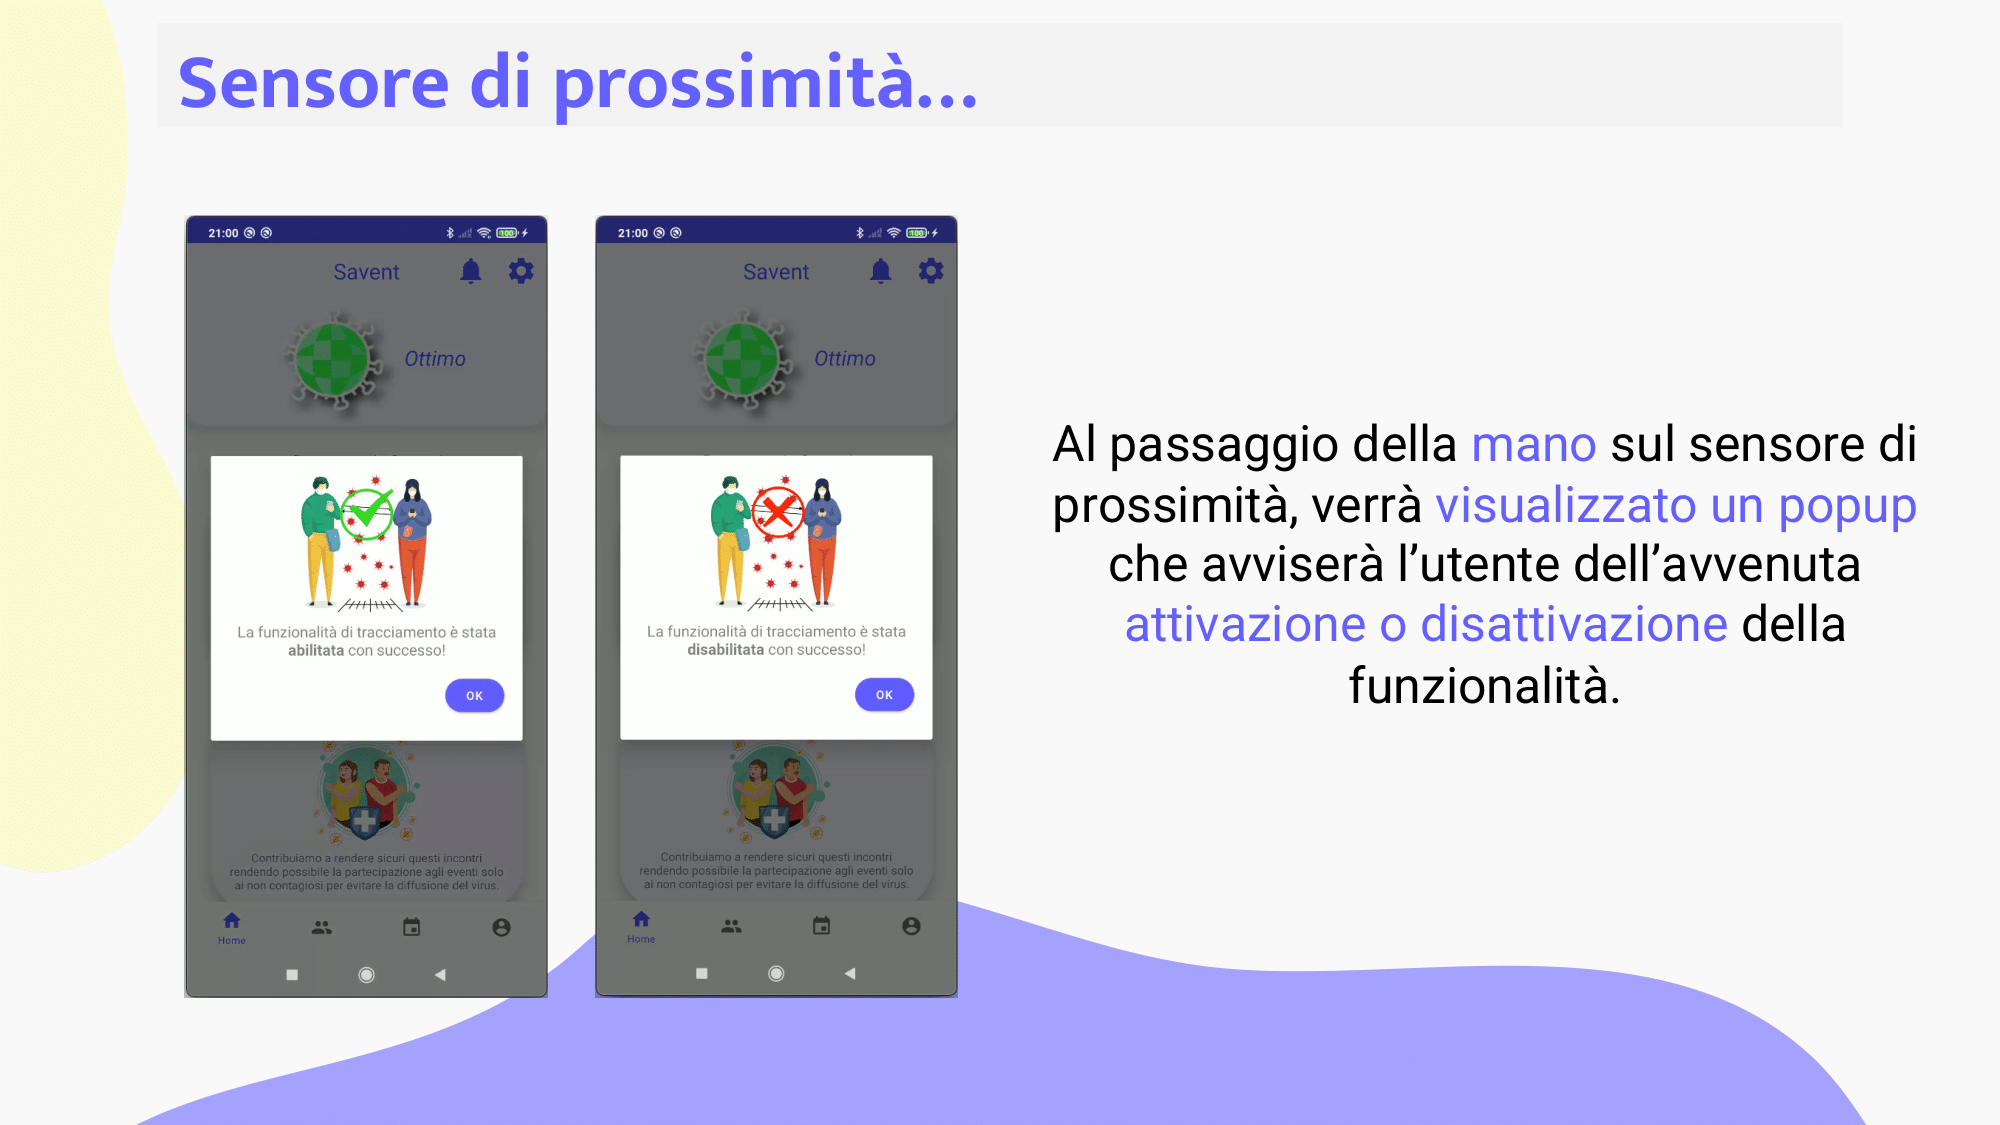 Sensore di prossimità...
21:00
100
Savent
Ottimo
La funzionalità di tracciamento è stata
abilitata con successo!
OK
Contribuiamo a rendere sicuri questi incontri
rendendo possibile la partecipazione agli eventi solo
ai non contagiosi per evitare la diffusione del virus.
Home
21:00
100
Savent
Ottimo
La funzionalità di tracciamento è stata
disabilitata con successo!
OK
Contribuiamo a rendere sicuri questi incontri
rendendo possibile la partecipazione agli eventi solo
ai non contagiosi per evitare la diffusione del virus.
Home
Al passaggio della mano sul sensore di
prossimità, verrà visualizzato un popup
che avviserà l’utente dell’avvenuta
attivazione o disattivazione della
funzionalità.